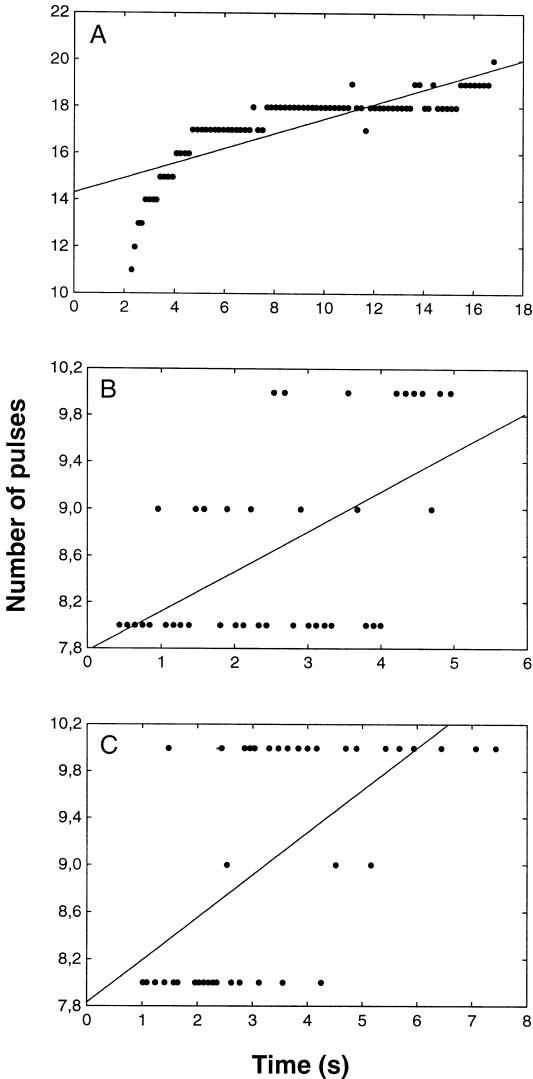 A
22
20
18
16
14
12
10
0 2 4 6 8 10 12 14 16 18
Number of pulses
B
10,2
9,8
9,4
9,0
8,6
8,2
7,8
0 1 2 3 4 5 6
C
10,2
9,8
9,4
9,0
8,6
8,2
7,8
0 1 2 3 4 5 6 7 8
Time (s)